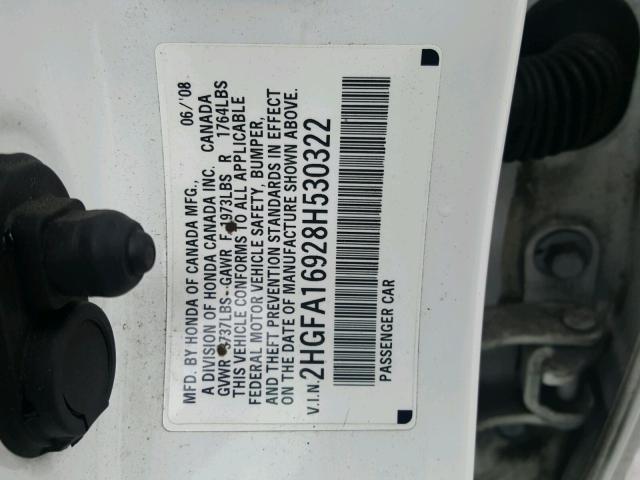 MFD. BY HONDA OF CANADA MFG., 06/'08
A DIVISION OF HONDA CANADA INC. CANADA
GVWR 3737LBS-GAWR F 1973LBS R 1764LBS
THIS VEHICLE CONFORMS TO ALL APPLICABLE
FEDERAL MOTOR VEHICLE SAFETY, BUMPER,
AND THEFT PREVENTION STANDARDS IN EFFECT
ON THE DATE OF MANUFACTURE SHOWN ABOVE.
V.I.N. 2HGFA16928H530322
PASSENGER CAR